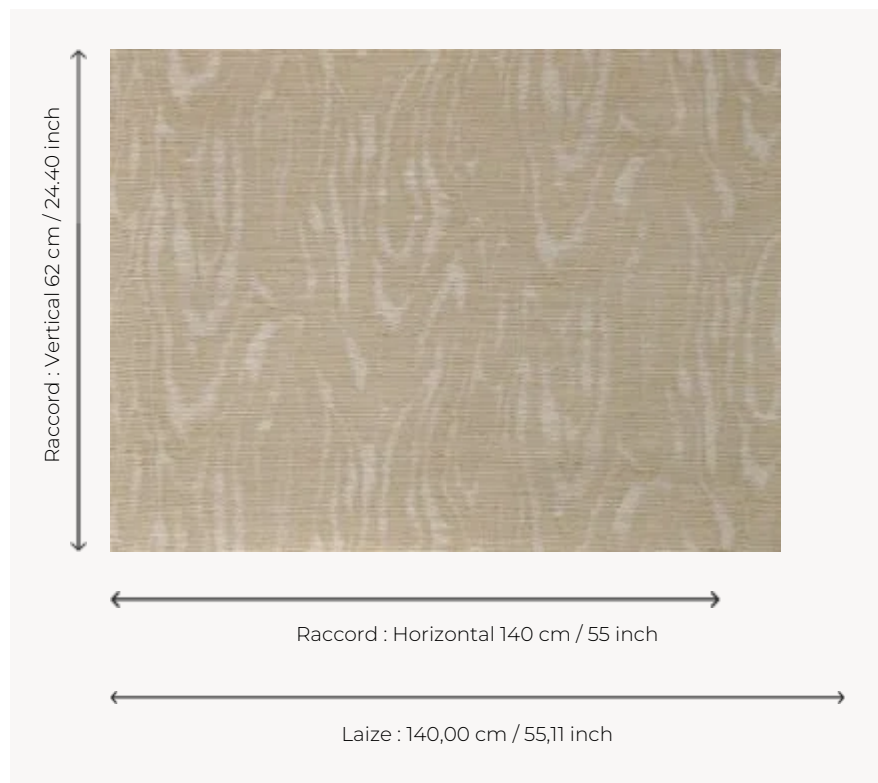 Raccord : Vertical 62 cm / 24.40 inch
Raccord : Horizontal 140 cm / 55 inch
Laize : 140,00 cm / 55,11 inch